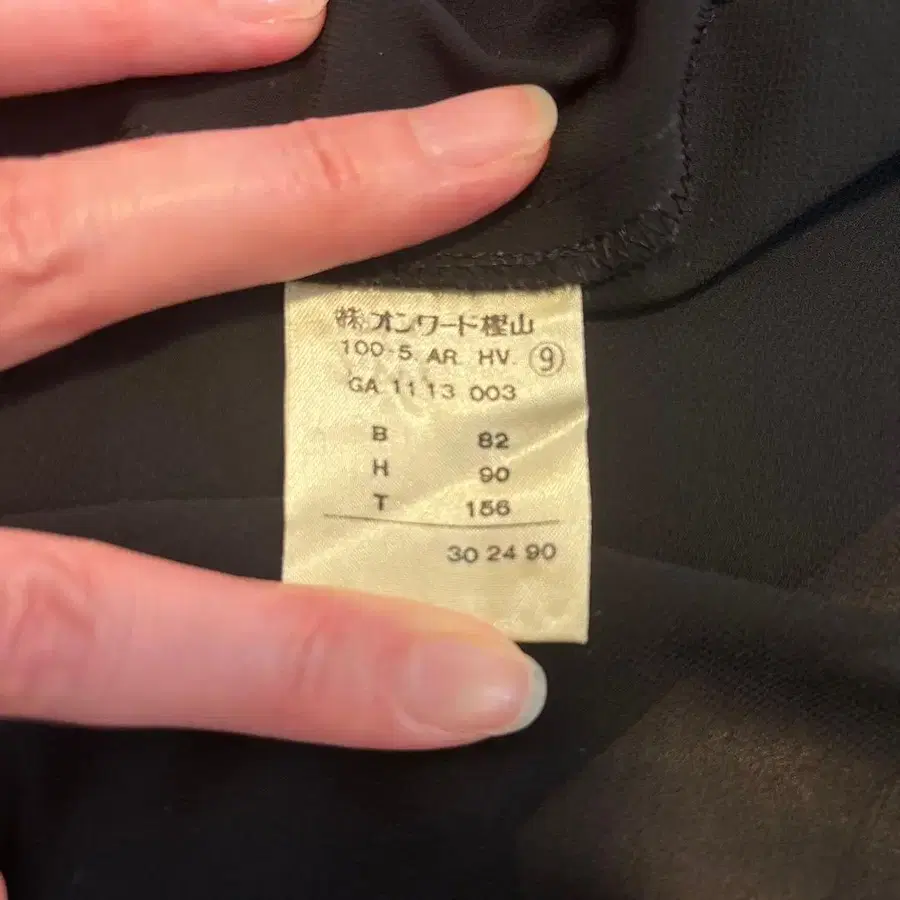 ㈱オンワード樫山
100-5. AR. HV. ⑨
GA 11 13 003
B 82
H 90
T 156
30 24 90